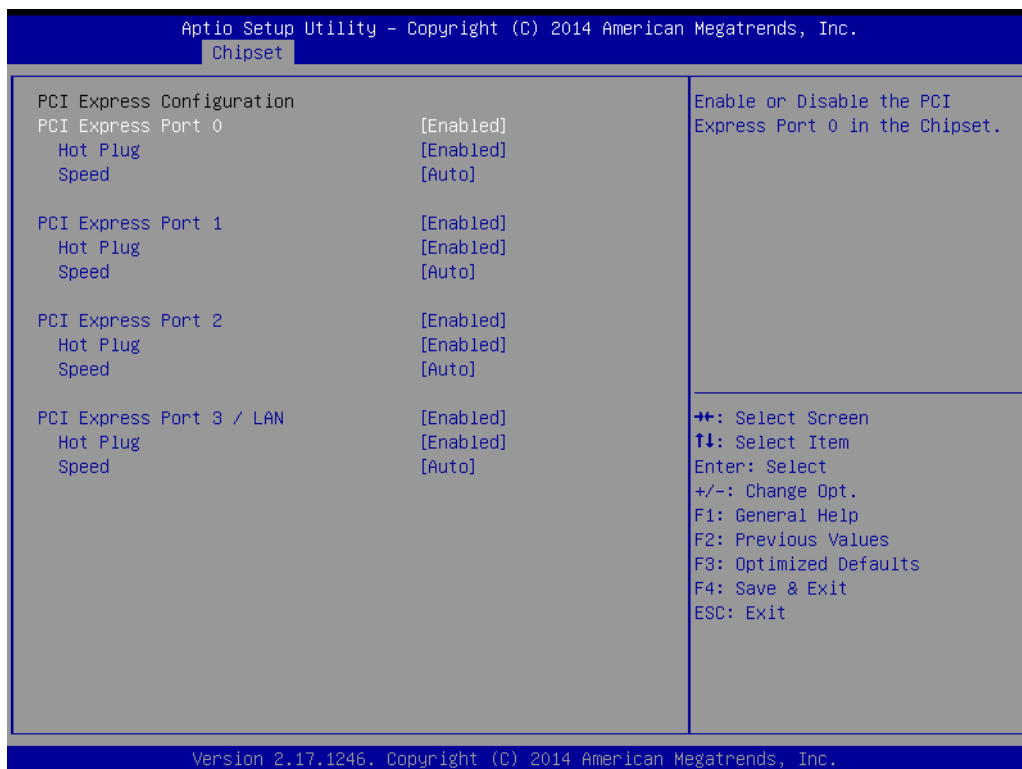 Aptio Setup Utility – Copyright (C) 2014 American Megatrends, Inc.
Chipset
PCI Express Configuration
PCI Express Port 0 [Enabled]
Hot Plug [Enabled]
Speed [Auto]
PCI Express Port 1 [Enabled]
Hot Plug [Enabled]
Speed [Auto]
PCI Express Port 2 [Enabled]
Hot Plug [Enabled]
Speed [Auto]
PCI Express Port 3 / LAN [Enabled]
Hot Plug [Enabled]
Speed [Auto]
Enable or Disable the PCI
Express Port 0 in the Chipset.
→←: Select Screen
↑↓: Select Item
Enter: Select
+/-: Change Opt.
F1: General Help
F2: Previous Values
F3: Optimized Defaults
F4: Save & Exit
ESC: Exit
Version 2.17.1246. Copyright (C) 2014 American Megatrends, Inc.